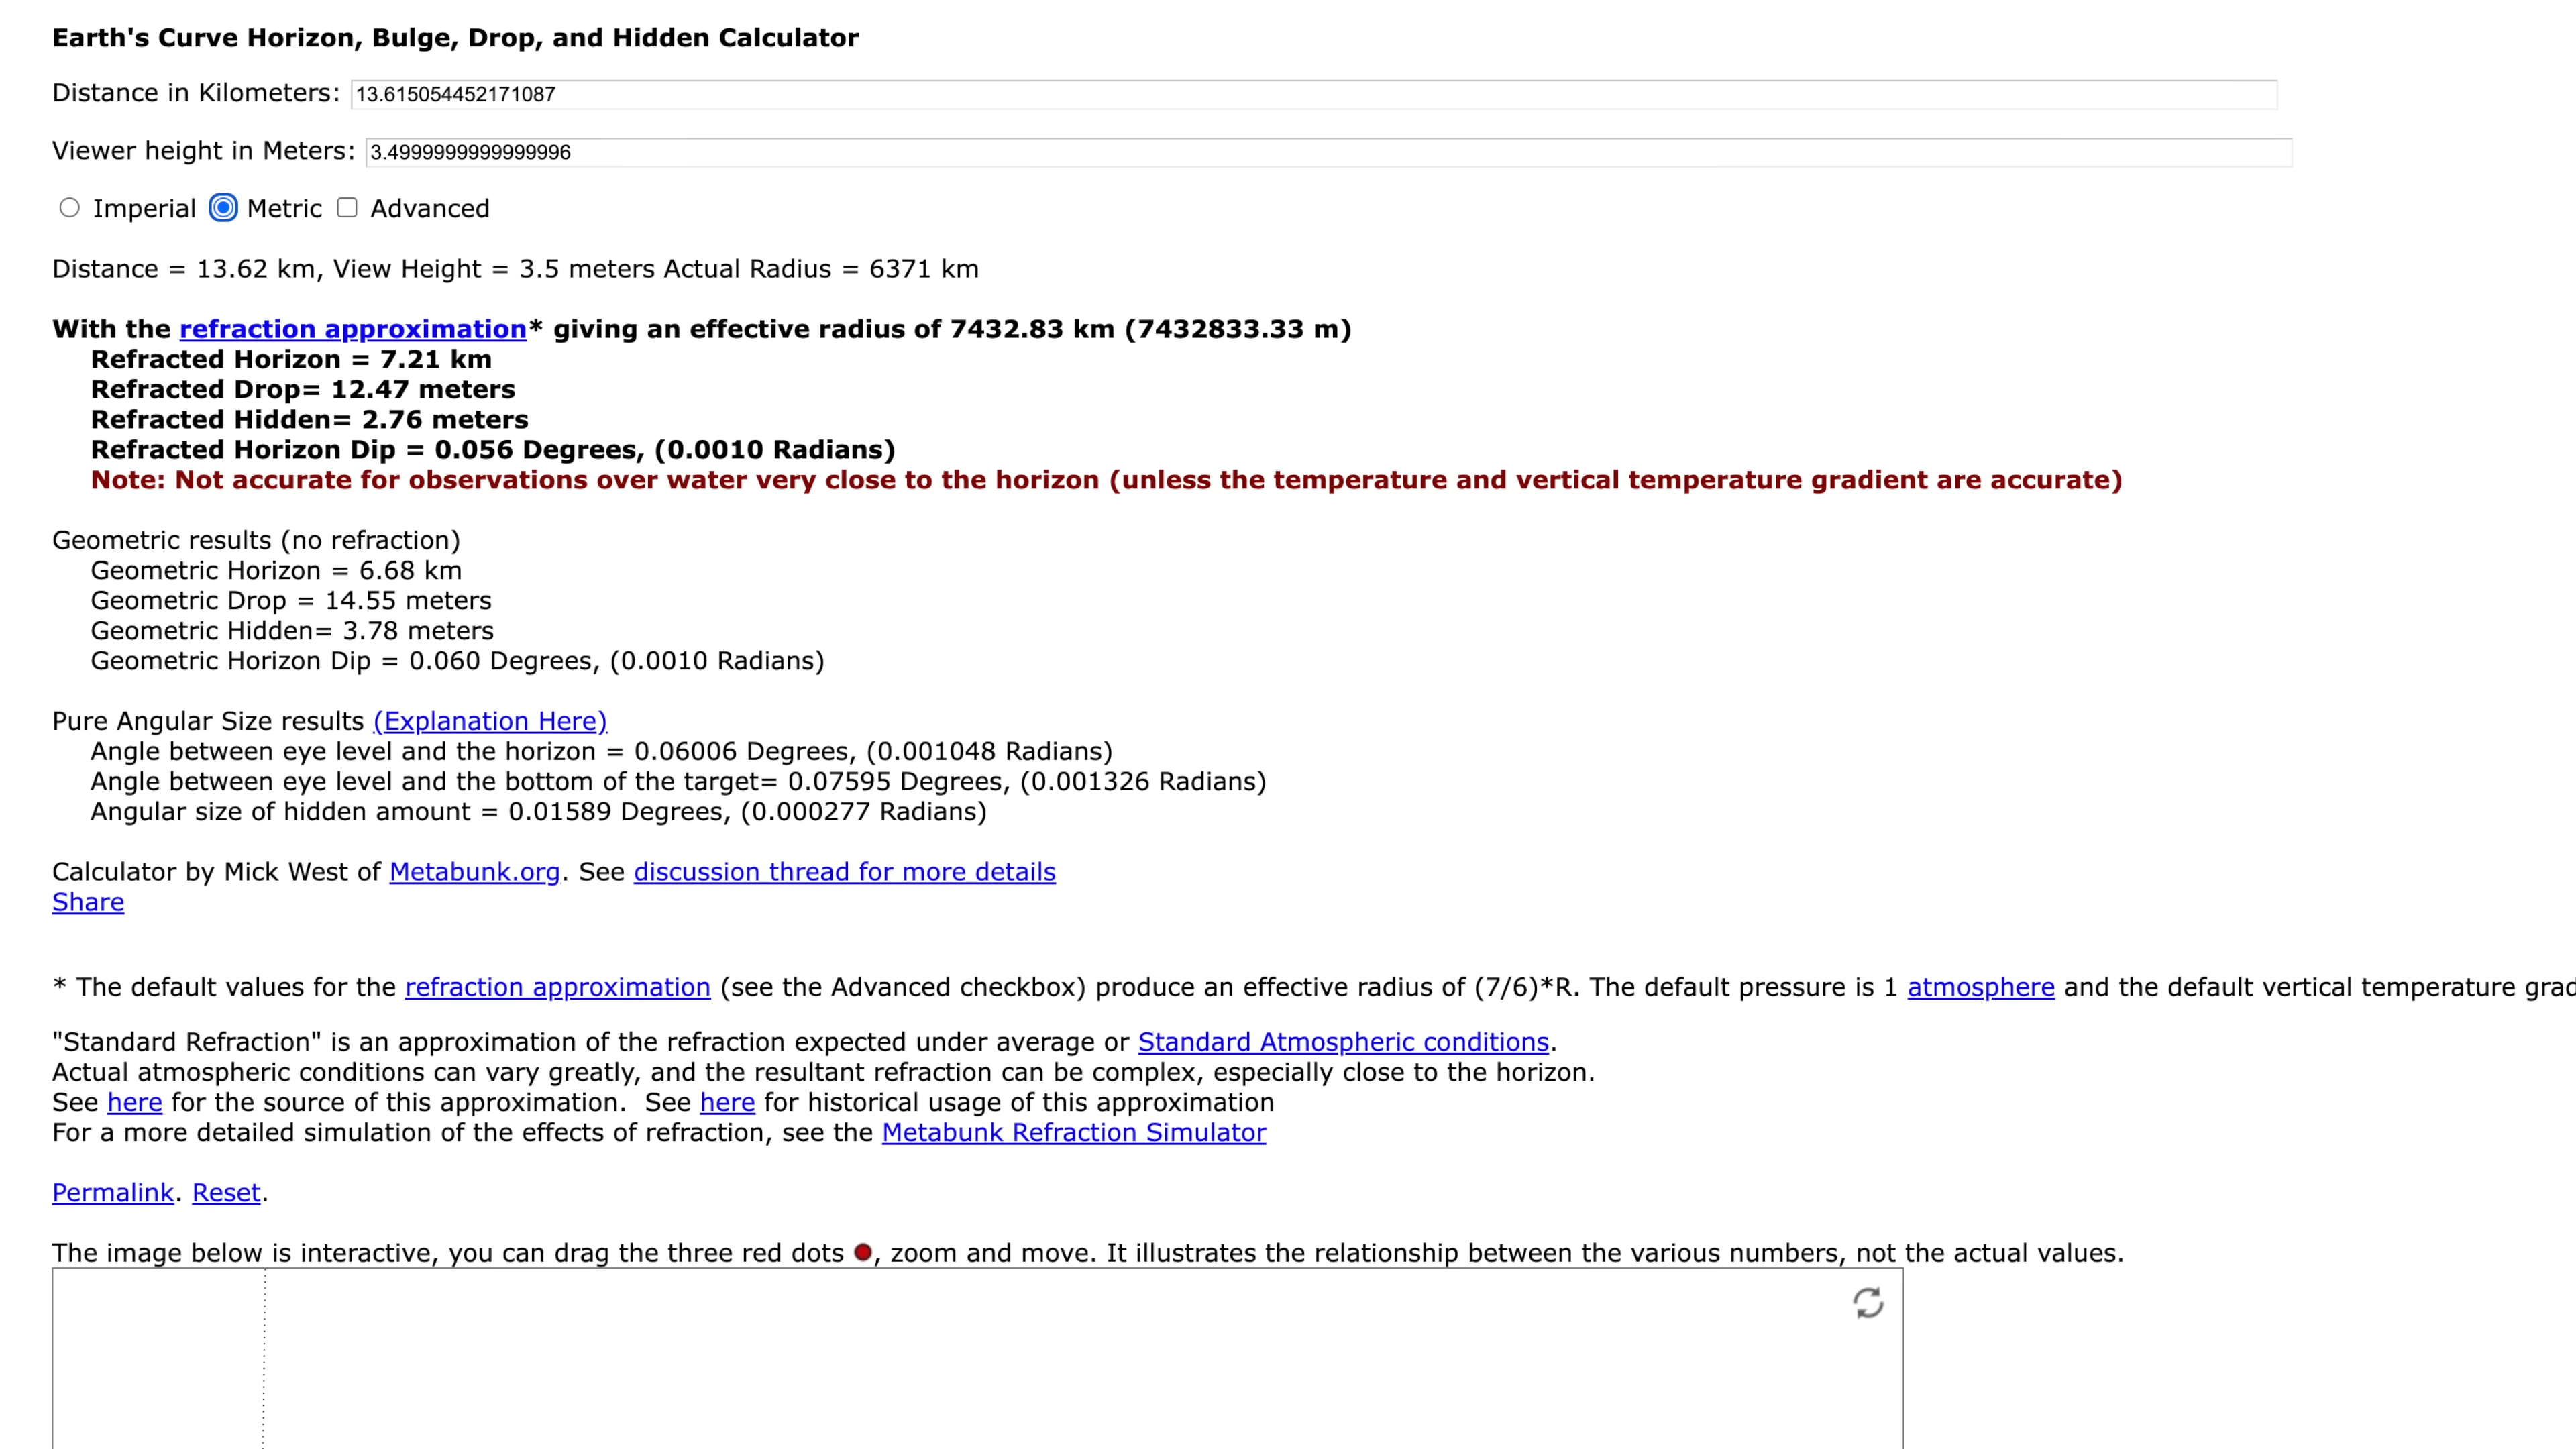 Earth's Curve Horizon, Bulge, Drop, and Hidden Calculator
Distance in Kilometers: 13.615054452171087
Viewer height in Meters: 3.4999999999999996
Imperial Metric Advanced
Distance = 13.62 km, View Height = 3.5 meters Actual Radius = 6371 km
With the refraction approximation* giving an effective radius of 7432.83 km (7432833.33 m)
Refracted Horizon = 7.21 km
Refracted Drop= 12.47 meters
Refracted Hidden= 2.76 meters
Refracted Horizon Dip = 0.056 Degrees, (0.0010 Radians)
Note: Not accurate for observations over water very close to the horizon (unless the temperature and vertical temperature gradient are accurate)
Geometric results (no refraction)
Geometric Horizon = 6.68 km
Geometric Drop = 14.55 meters
Geometric Hidden= 3.78 meters
Geometric Horizon Dip = 0.060 Degrees, (0.0010 Radians)
Pure Angular Size results (Explanation Here)
Angle between eye level and the horizon = 0.06006 Degrees, (0.001048 Radians)
Angle between eye level and the bottom of the target= 0.07595 Degrees, (0.001326 Radians)
Angular size of hidden amount = 0.01589 Degrees, (0.000277 Radians)
Calculator by Mick West of Metabunk.org. See discussion thread for more details
Share
* The default values for the refraction approximation (see the Advanced checkbox) produce an effective radius of (7/6)*R. The default pressure is 1 atmosphere and the default vertical temperature grad
"Standard Refraction" is an approximation of the refraction expected under average or Standard Atmospheric conditions.
Actual atmospheric conditions can vary greatly, and the resultant refraction can be complex, especially close to the horizon.
See here for the source of this approximation.  See here for historical usage of this approximation
For a more detailed simulation of the effects of refraction, see the Metabunk Refraction Simulator
Permalink. Reset.
The image below is interactive, you can drag the three red dots , zoom and move. It illustrates the relationship between the various numbers, not the actual values.